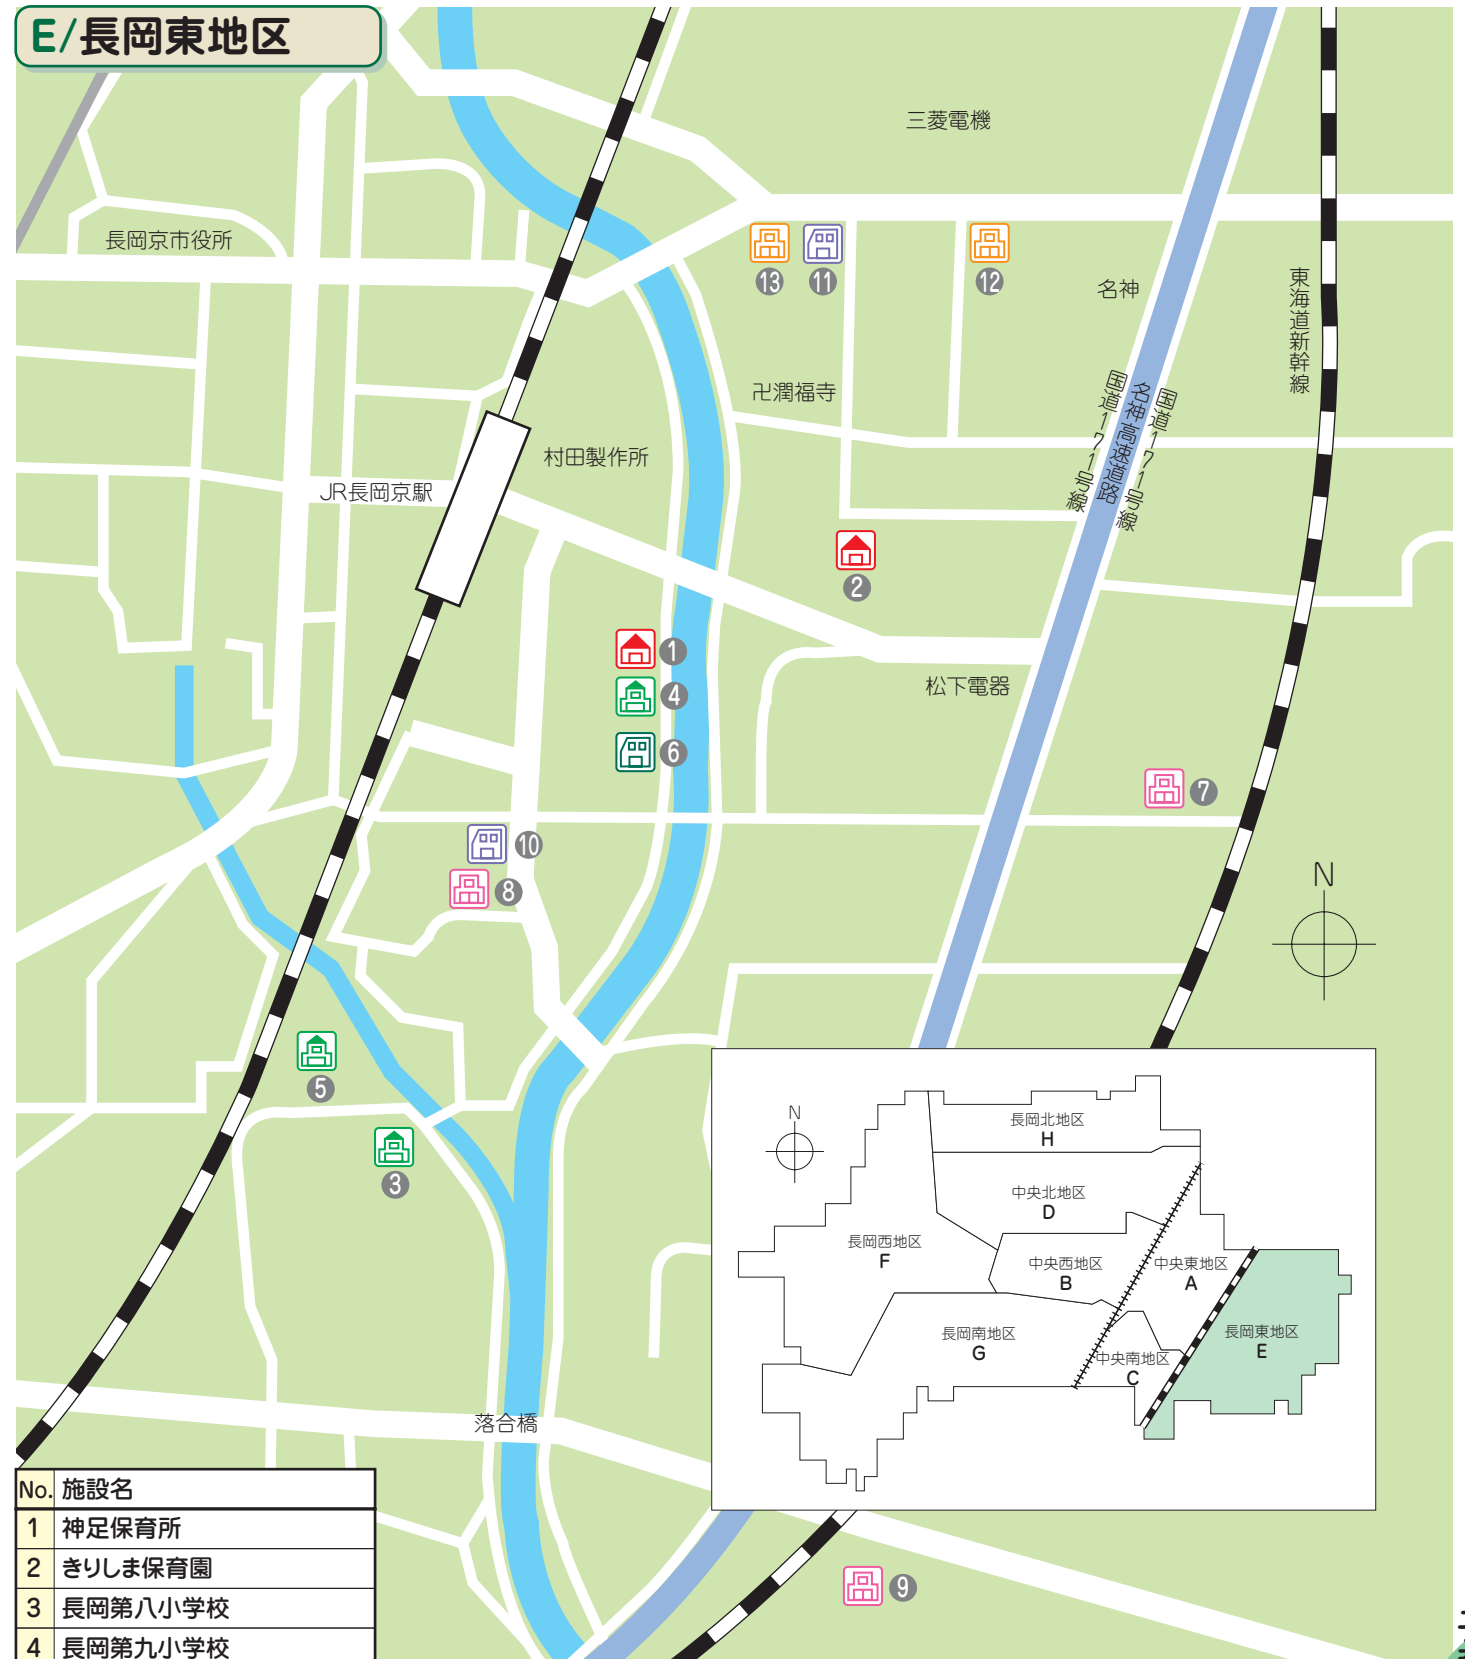 E/長岡東地区
三菱電機
長岡京市役所
13
11
12
名神
東海道新幹線
卍潤福寺
国道171号線
名神高速道路
国道171号線
村田製作所
JR長岡京駅
2
1
4
6
松下電器
7
10
8
N
5
3
N
長岡北地区
H
中央北地区
D
長岡西地区
F
中央西地区
B
中央東地区
A
長岡南地区
G
長岡東地区
E
中央南地区
C
落合橋
9
No. 施設名
1 神足保育所
2 きりしま保育園
3 長岡第八小学校
4 長岡第九小学校